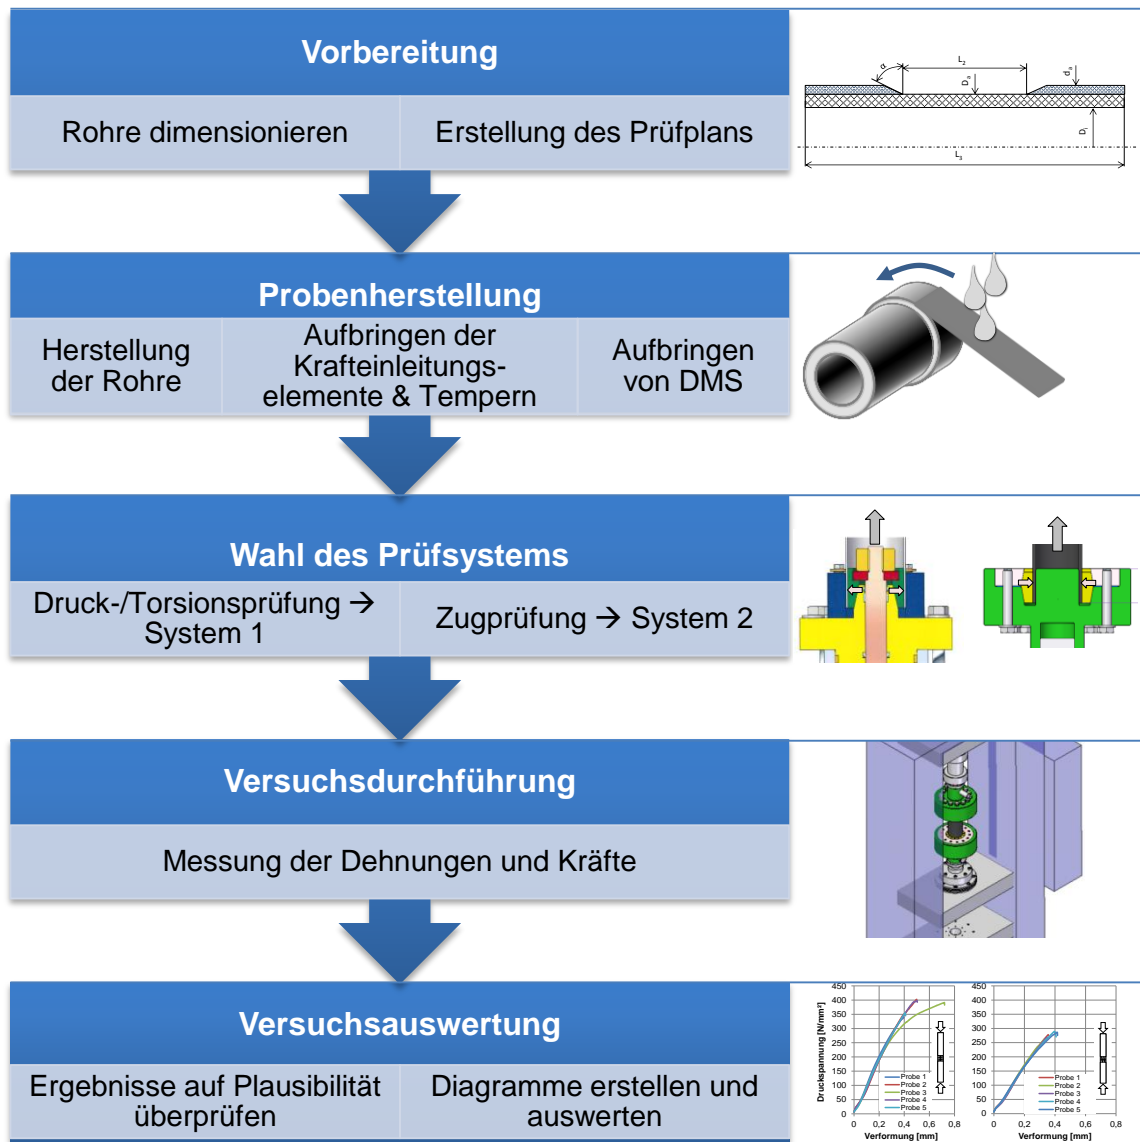 Vorbereitung
Rohre dimensionieren
Erstellung des Prüfplans
α
L2
Da
da
Di
L3
Probenherstellung
Herstellung
der Rohre
Aufbringen der
Krafteinleitungs-
elemente & Tempern
Aufbringen
von DMS
Wahl des Prüfsystems
Druck-/Torsionsprüfung →
System 1
Zugprüfung → System 2
Versuchsdurchführung
Messung der Dehnungen und Kräfte
Versuchsauswertung
Ergebnisse auf Plausibilität
überprüfen
Diagramme erstellen und
auswerten
Druckspannung [N/mm²]
450
400
350
300
250
200
150
100
50
0
0 0,2 0,4 0,6 0,8
Verformung [mm]
Probe 1
Probe 2
Probe 3
Probe 4
Probe 5
450
400
350
300
250
200
150
100
50
0
0 0,2 0,4 0,6 0,8
Verformung [mm]
Probe 1
Probe 2
Probe 3
Probe 4
Probe 5